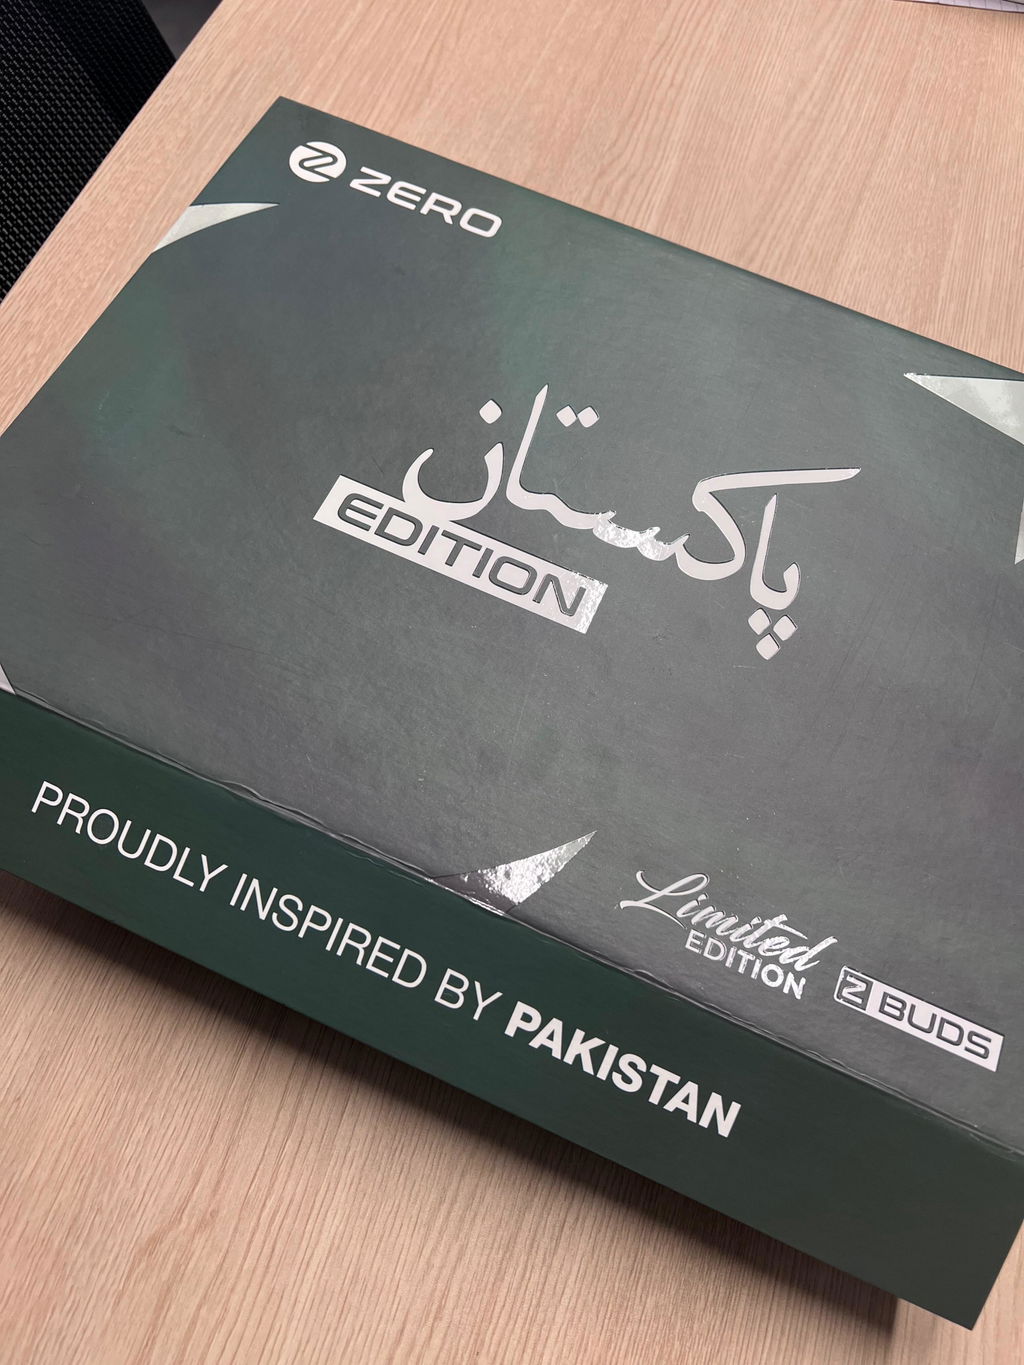 ZERO
پاکستان
EDITION
Limited
EDITION
Z BUDS
PROUDLY INSPIRED BY PAKISTAN